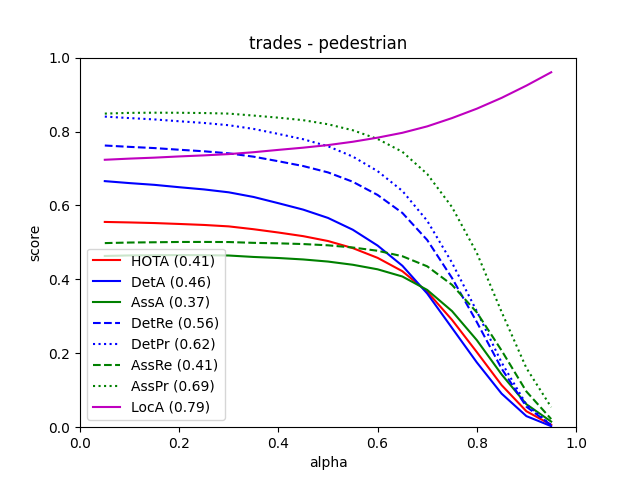 trades - pedestrian
1.0
0.8
0.6
0.4
0.2
0.0
score
HOTA (0.41)
DetA (0.46)
AssA (0.37)
DetRe (0.56)
DetPr (0.62)
AssRe (0.41)
AssPr (0.69)
LocA (0.79)
0.0 0.2 0.4 0.6 0.8 1.0
alpha